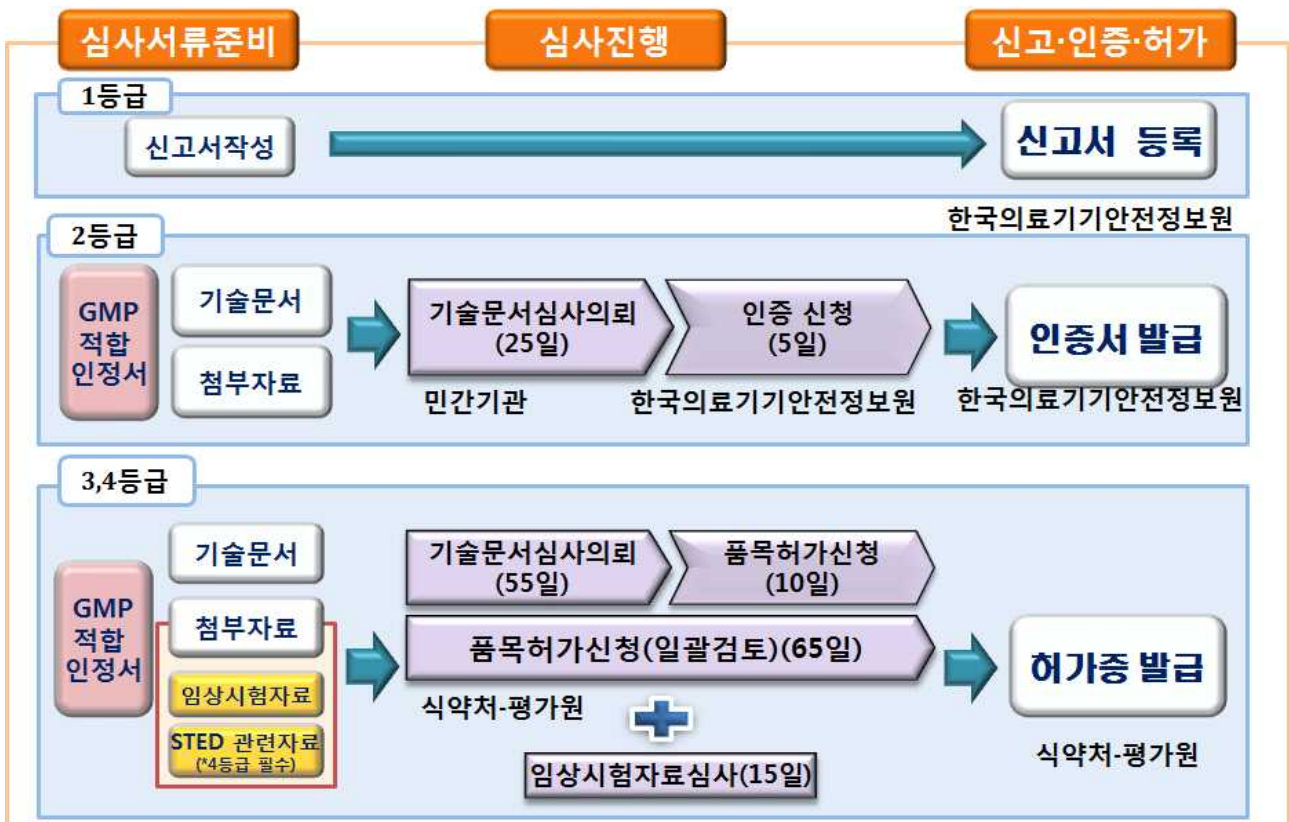 심사서류준비
심사진행
신고·인증·허가
1등급
신고서작성
신고서 등록
한국의료기기안전정보원
2등급
GMP
적합
인정서
기술문서
첨부자료
기술문서심사의뢰
(25일)
인증 신청
(5일)
인증서 발급
민간기관
한국의료기기안전정보원
한국의료기기안전정보원
3,4등급
GMP
적합
인정서
기술문서
첨부자료
임상시험자료
STED 관련자료
(*4등급 필수)
기술문서심사의뢰
(55일)
품목허가신청
(10일)
품목허가신청(일괄검토)(65일)
식약처-평가원
임상시험자료심사(15일)
허가증 발급
식약처-평가원